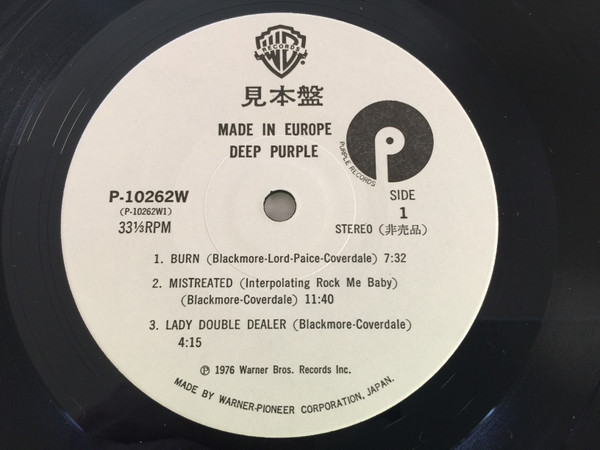 WB
RECORDS
見本盤
MADE IN EUROPE
DEEP PURPLE
P
PURPLE RECORDS
P-10262W
(P-10262W1)
33⅓RPM
SIDE
1
STEREO (非売品)
1. BURN (Blackmore-Lord-Paice-Coverdale) 7:32
2. MISTREATED (Interpolating Rock Me Baby)
(Blackmore-Coverdale) 11:40
3. LADY DOUBLE DEALER (Blackmore-Coverdale)
4:15
℗ 1976 Warner Bros. Records Inc.
MADE BY WARNER-PIONEER CORPORATION, JAPAN.